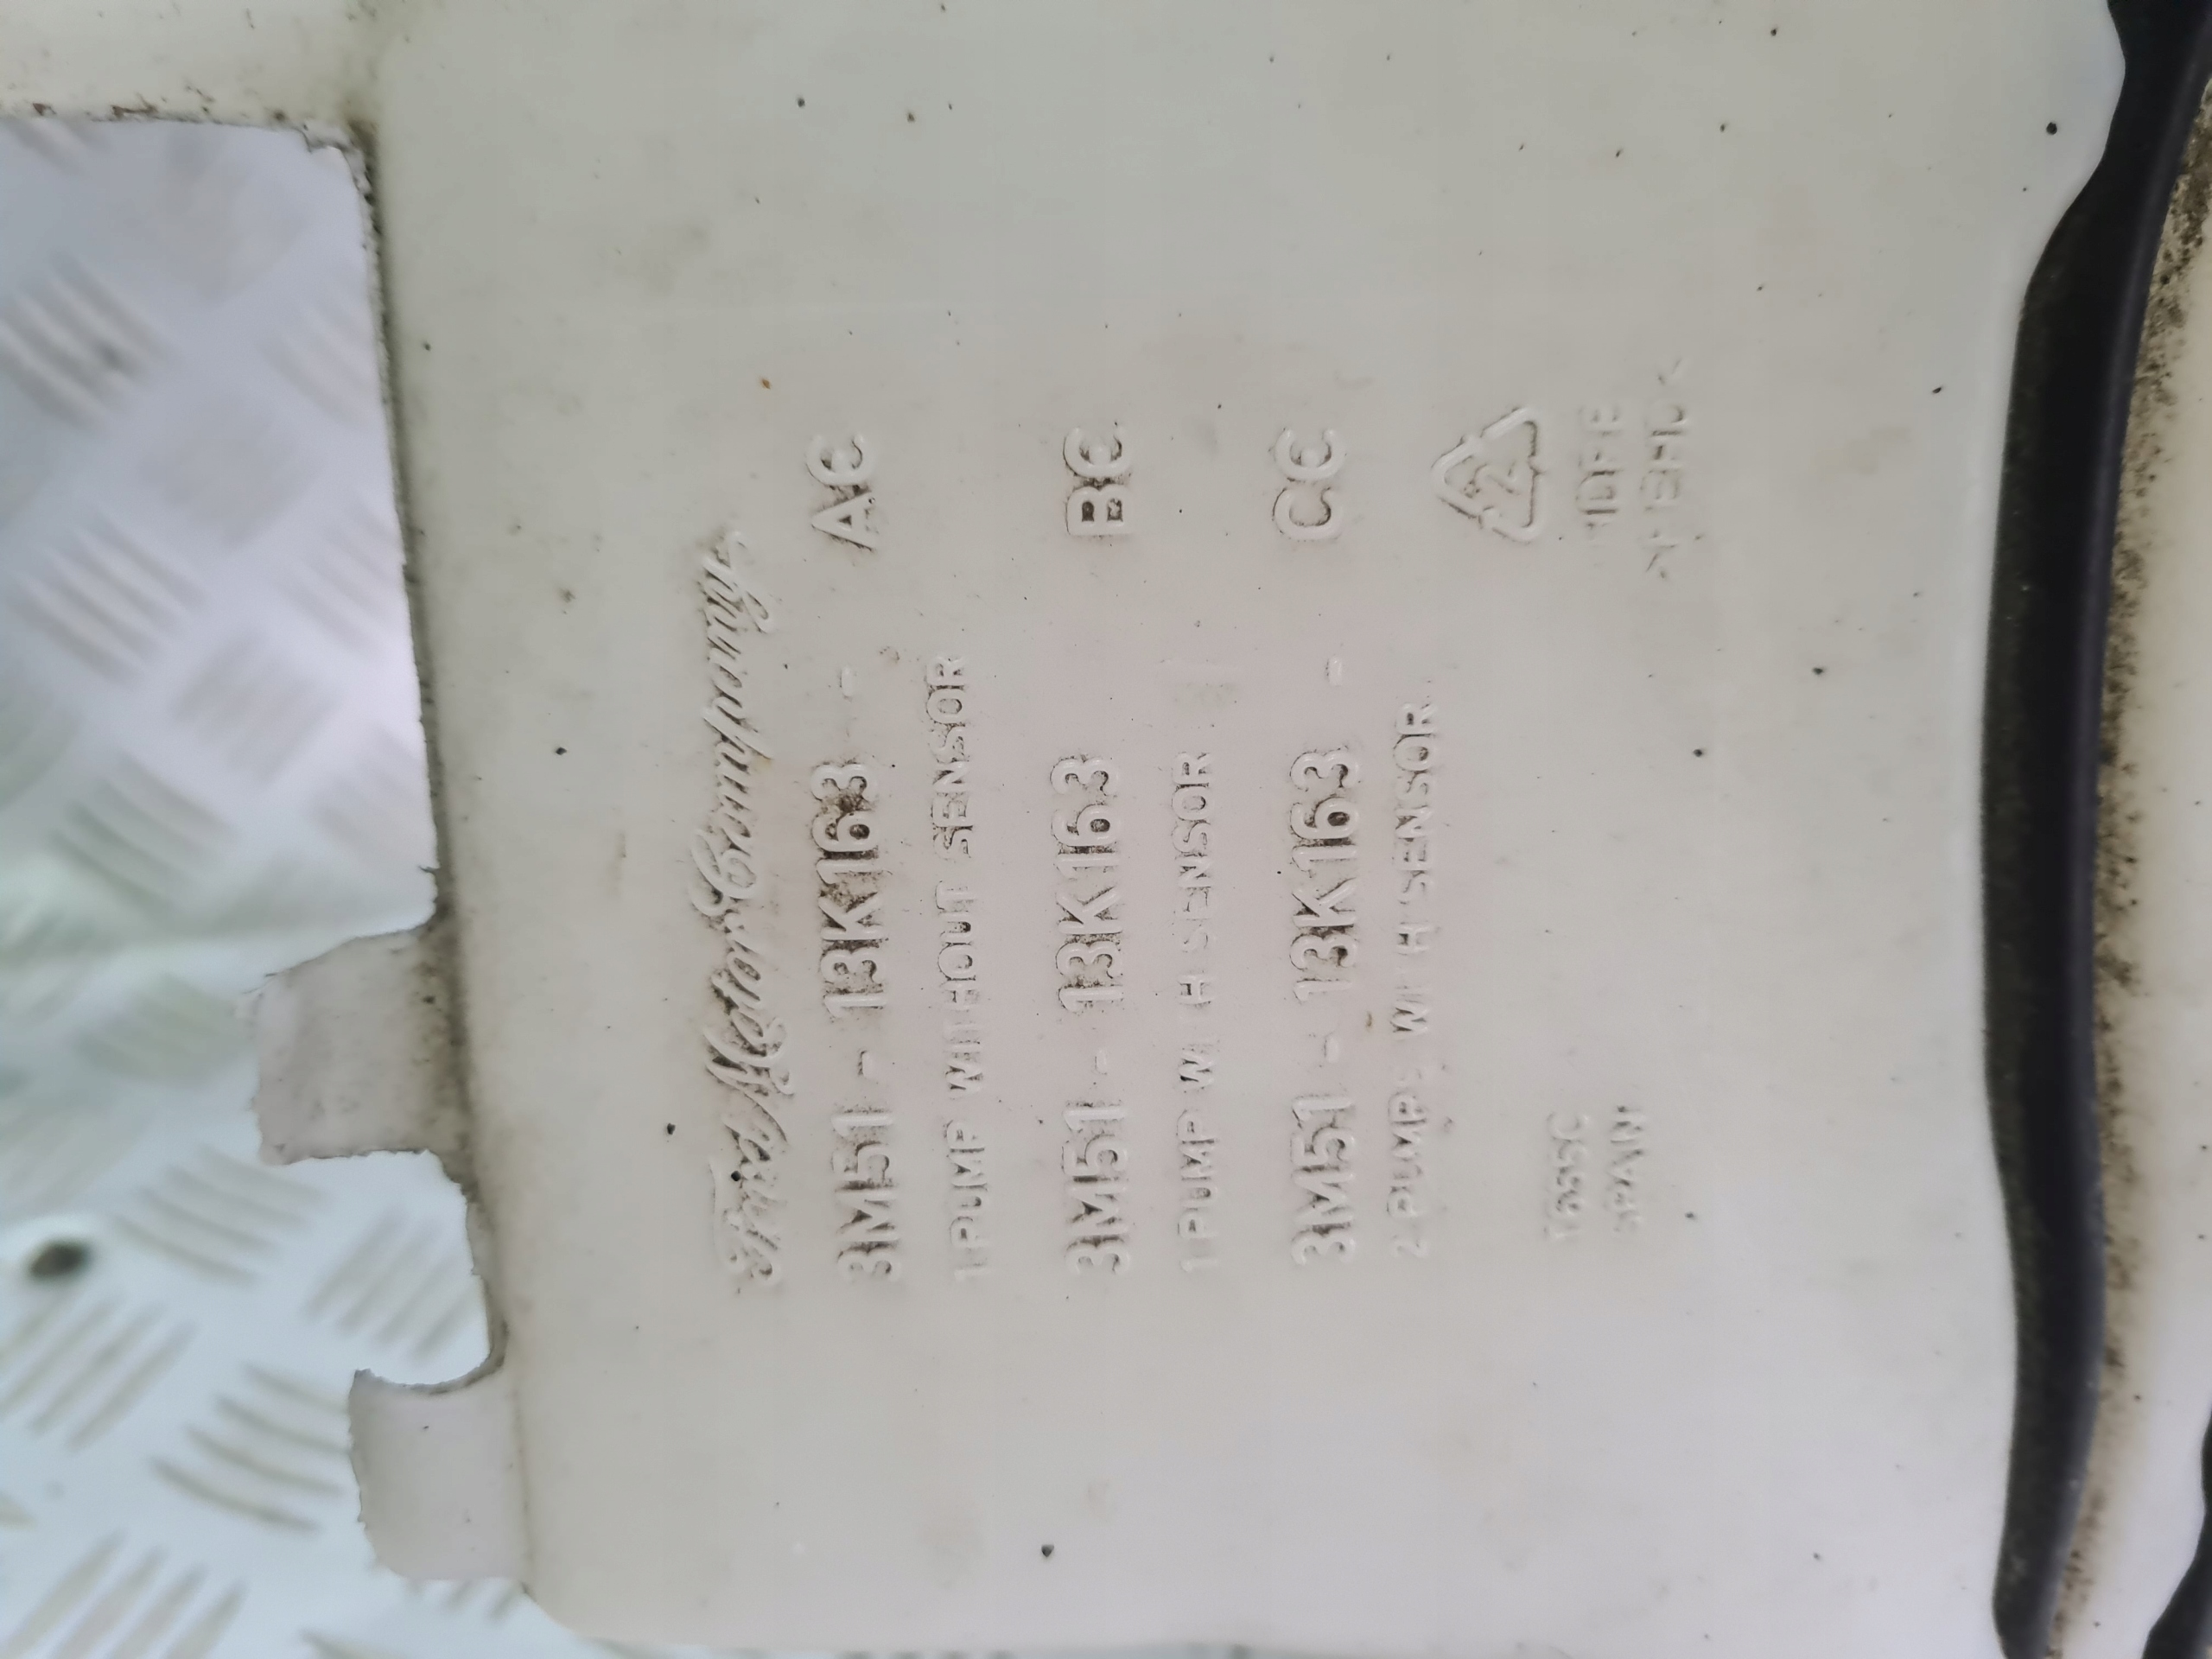 Ford Motor Company
3M51 - 13K163 - AC
1 PUMP WITHOUT SENSOR
3M51 - 13K163 BC
1 PUMP WITH SENSOR
3M51 - 13K163 - CC
2 PUMPS WITH SENSOR
2
HDPE